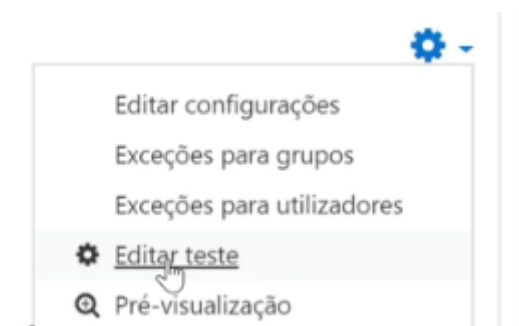 Editar configurações
Exceções para grupos
Exceções para utilizadores
Editar teste
Pré-visualização